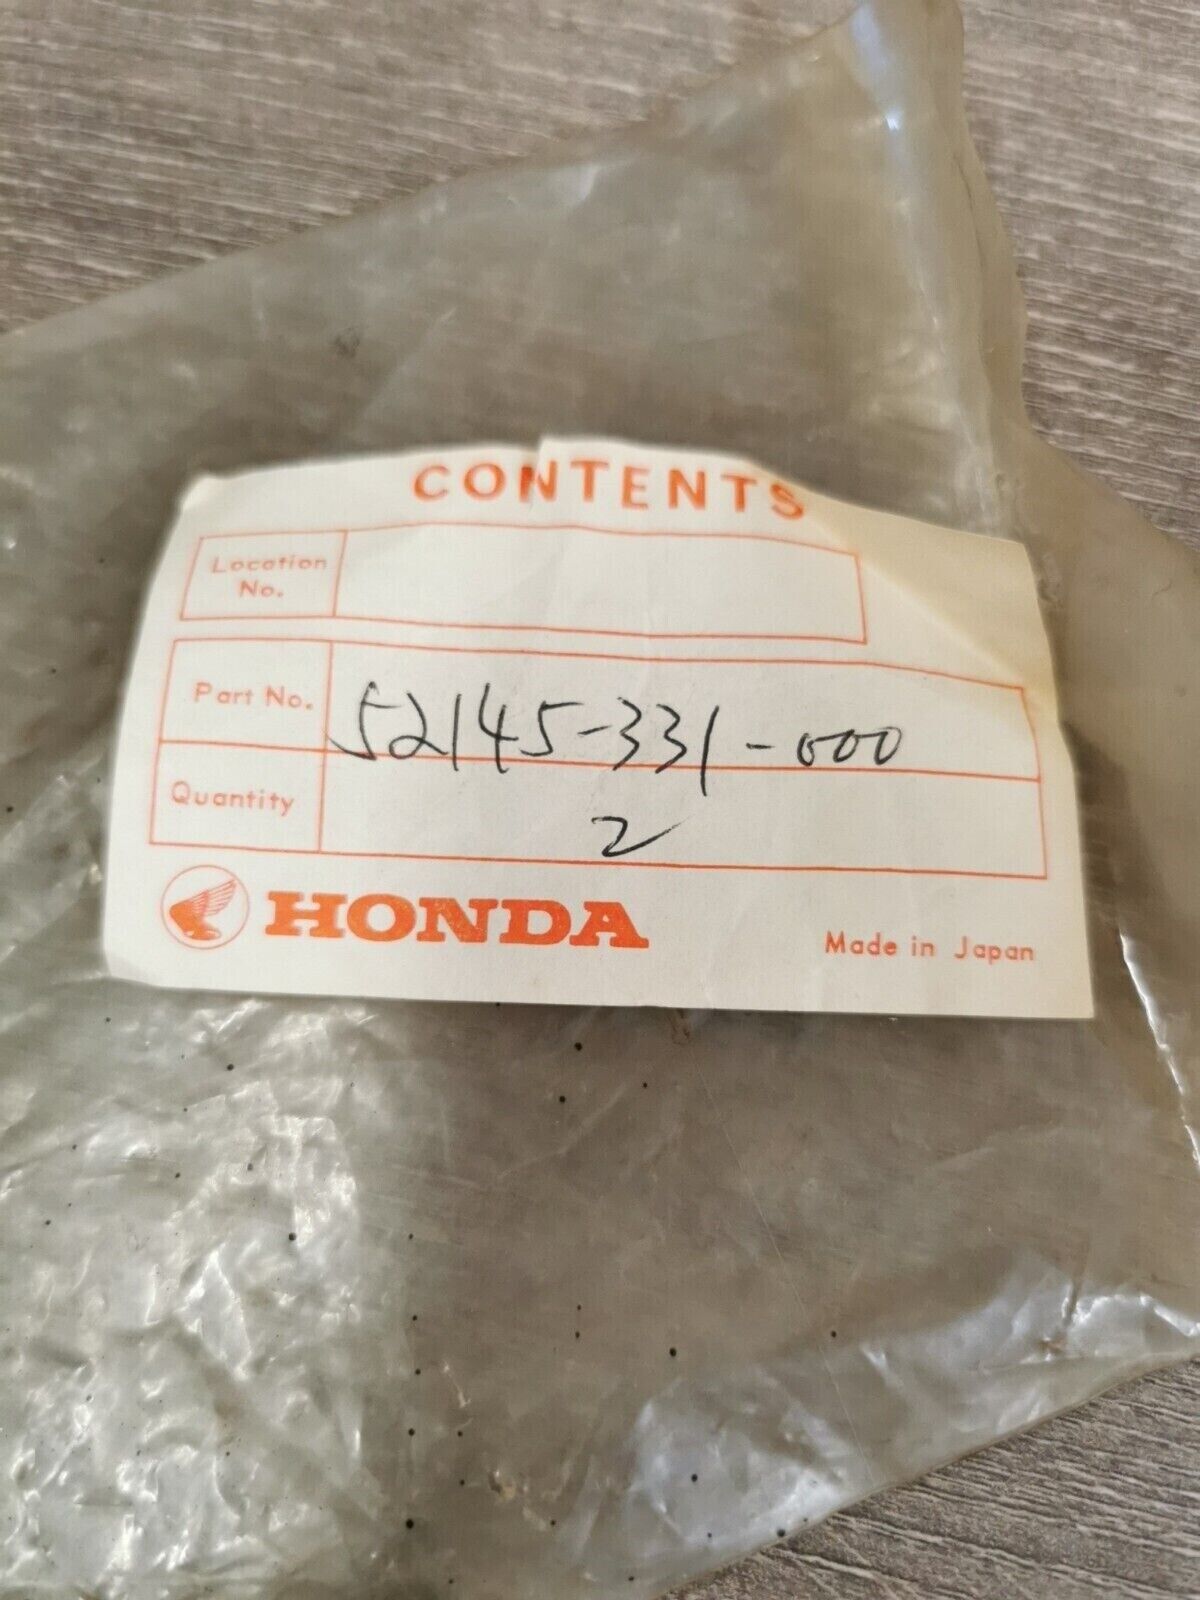 CONTENTS
Location
No.
Part No. 52145-331-000
Quantity 2
HONDA
Made in Japan